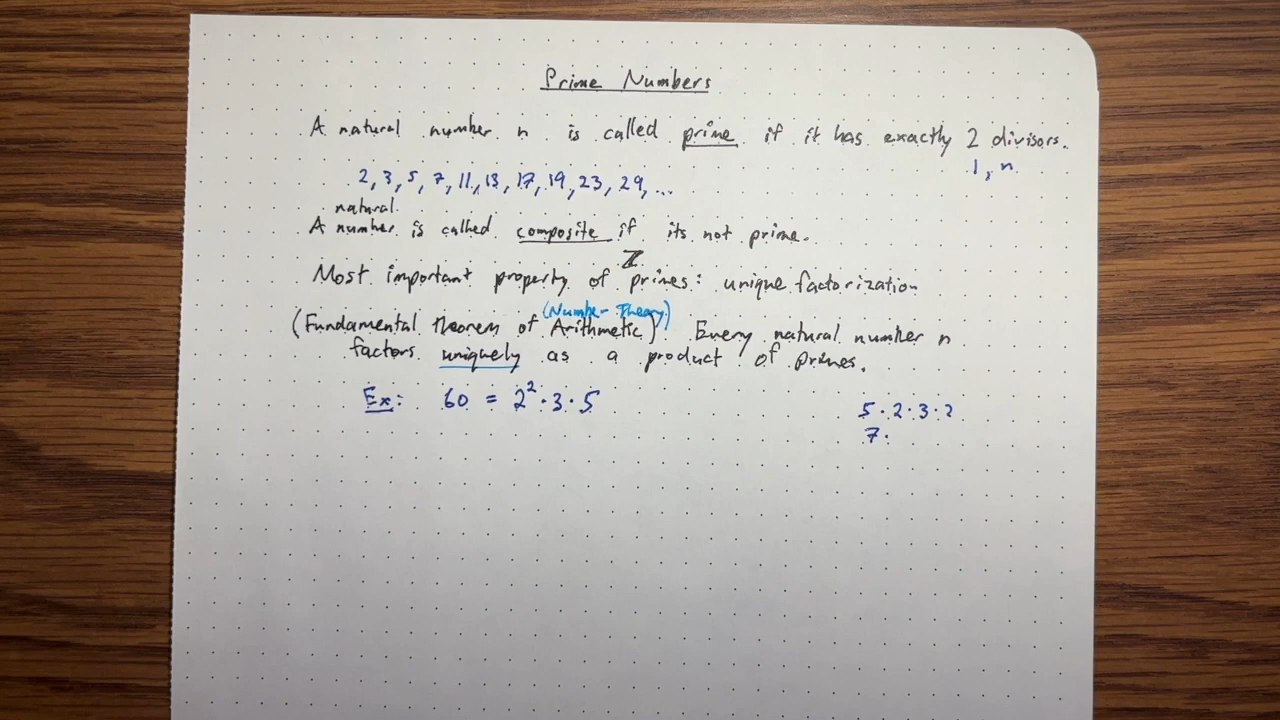 Prime Numbers
A natural number n is called prime if it has exactly 2 divisors.
1, n
2, 3, 5, 7, 11, 13, 17, 19, 23, 29, ...
natural
A number is called composite if its not prime.
ℤ
Most important property of primes: unique factorization
(Number Theory)
(Fundamental theorem of Arithmetic) Every natural number n
factors uniquely as a product of primes.
Ex: 60 = 2²·3·5
5·2·3·2
7·